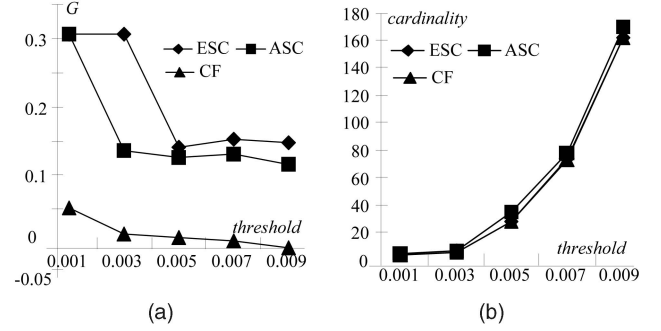 G
0.3
0.2
0.1
0
-0.05
ESC ASC
CF
threshold
0.001 0.003 0.005 0.007 0.009
(a)
cardinality
180
160
140
120
100
80
60
40
20
0
ESC ASC
CF
threshold
0.001 0.003 0.005 0.007 0.009
(b)